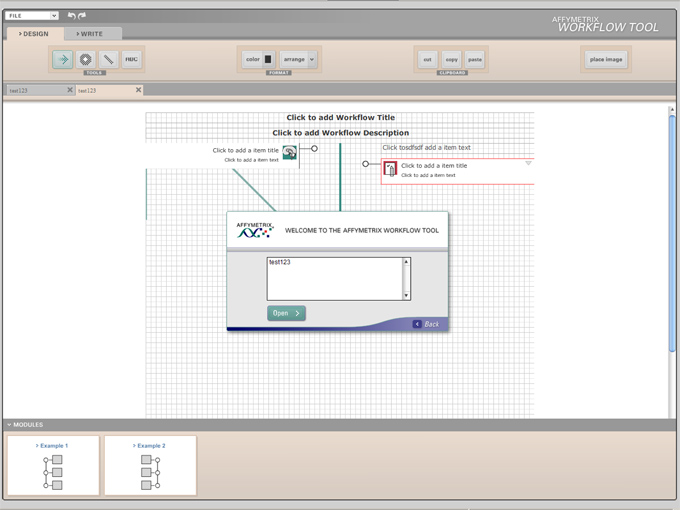 FILE
AFFYMETRIX
WORKFLOW TOOL
DESIGN
WRITE
color
arrange
cut
copy
paste
place image
TOOLS
FORMAT
CLIPBOARD
test123
test123
Click to add Workflow Title
Click to add Workflow Description
Click to add a item title
Click to add a item text
Click tosdfsdf add a item text
Click to add a item title
Click to add a item text
AFFYMETRIX
WELCOME TO THE AFFYMETRIX WORKFLOW TOOL
test123
Open
Back
MODULES
Example 1
Example 2